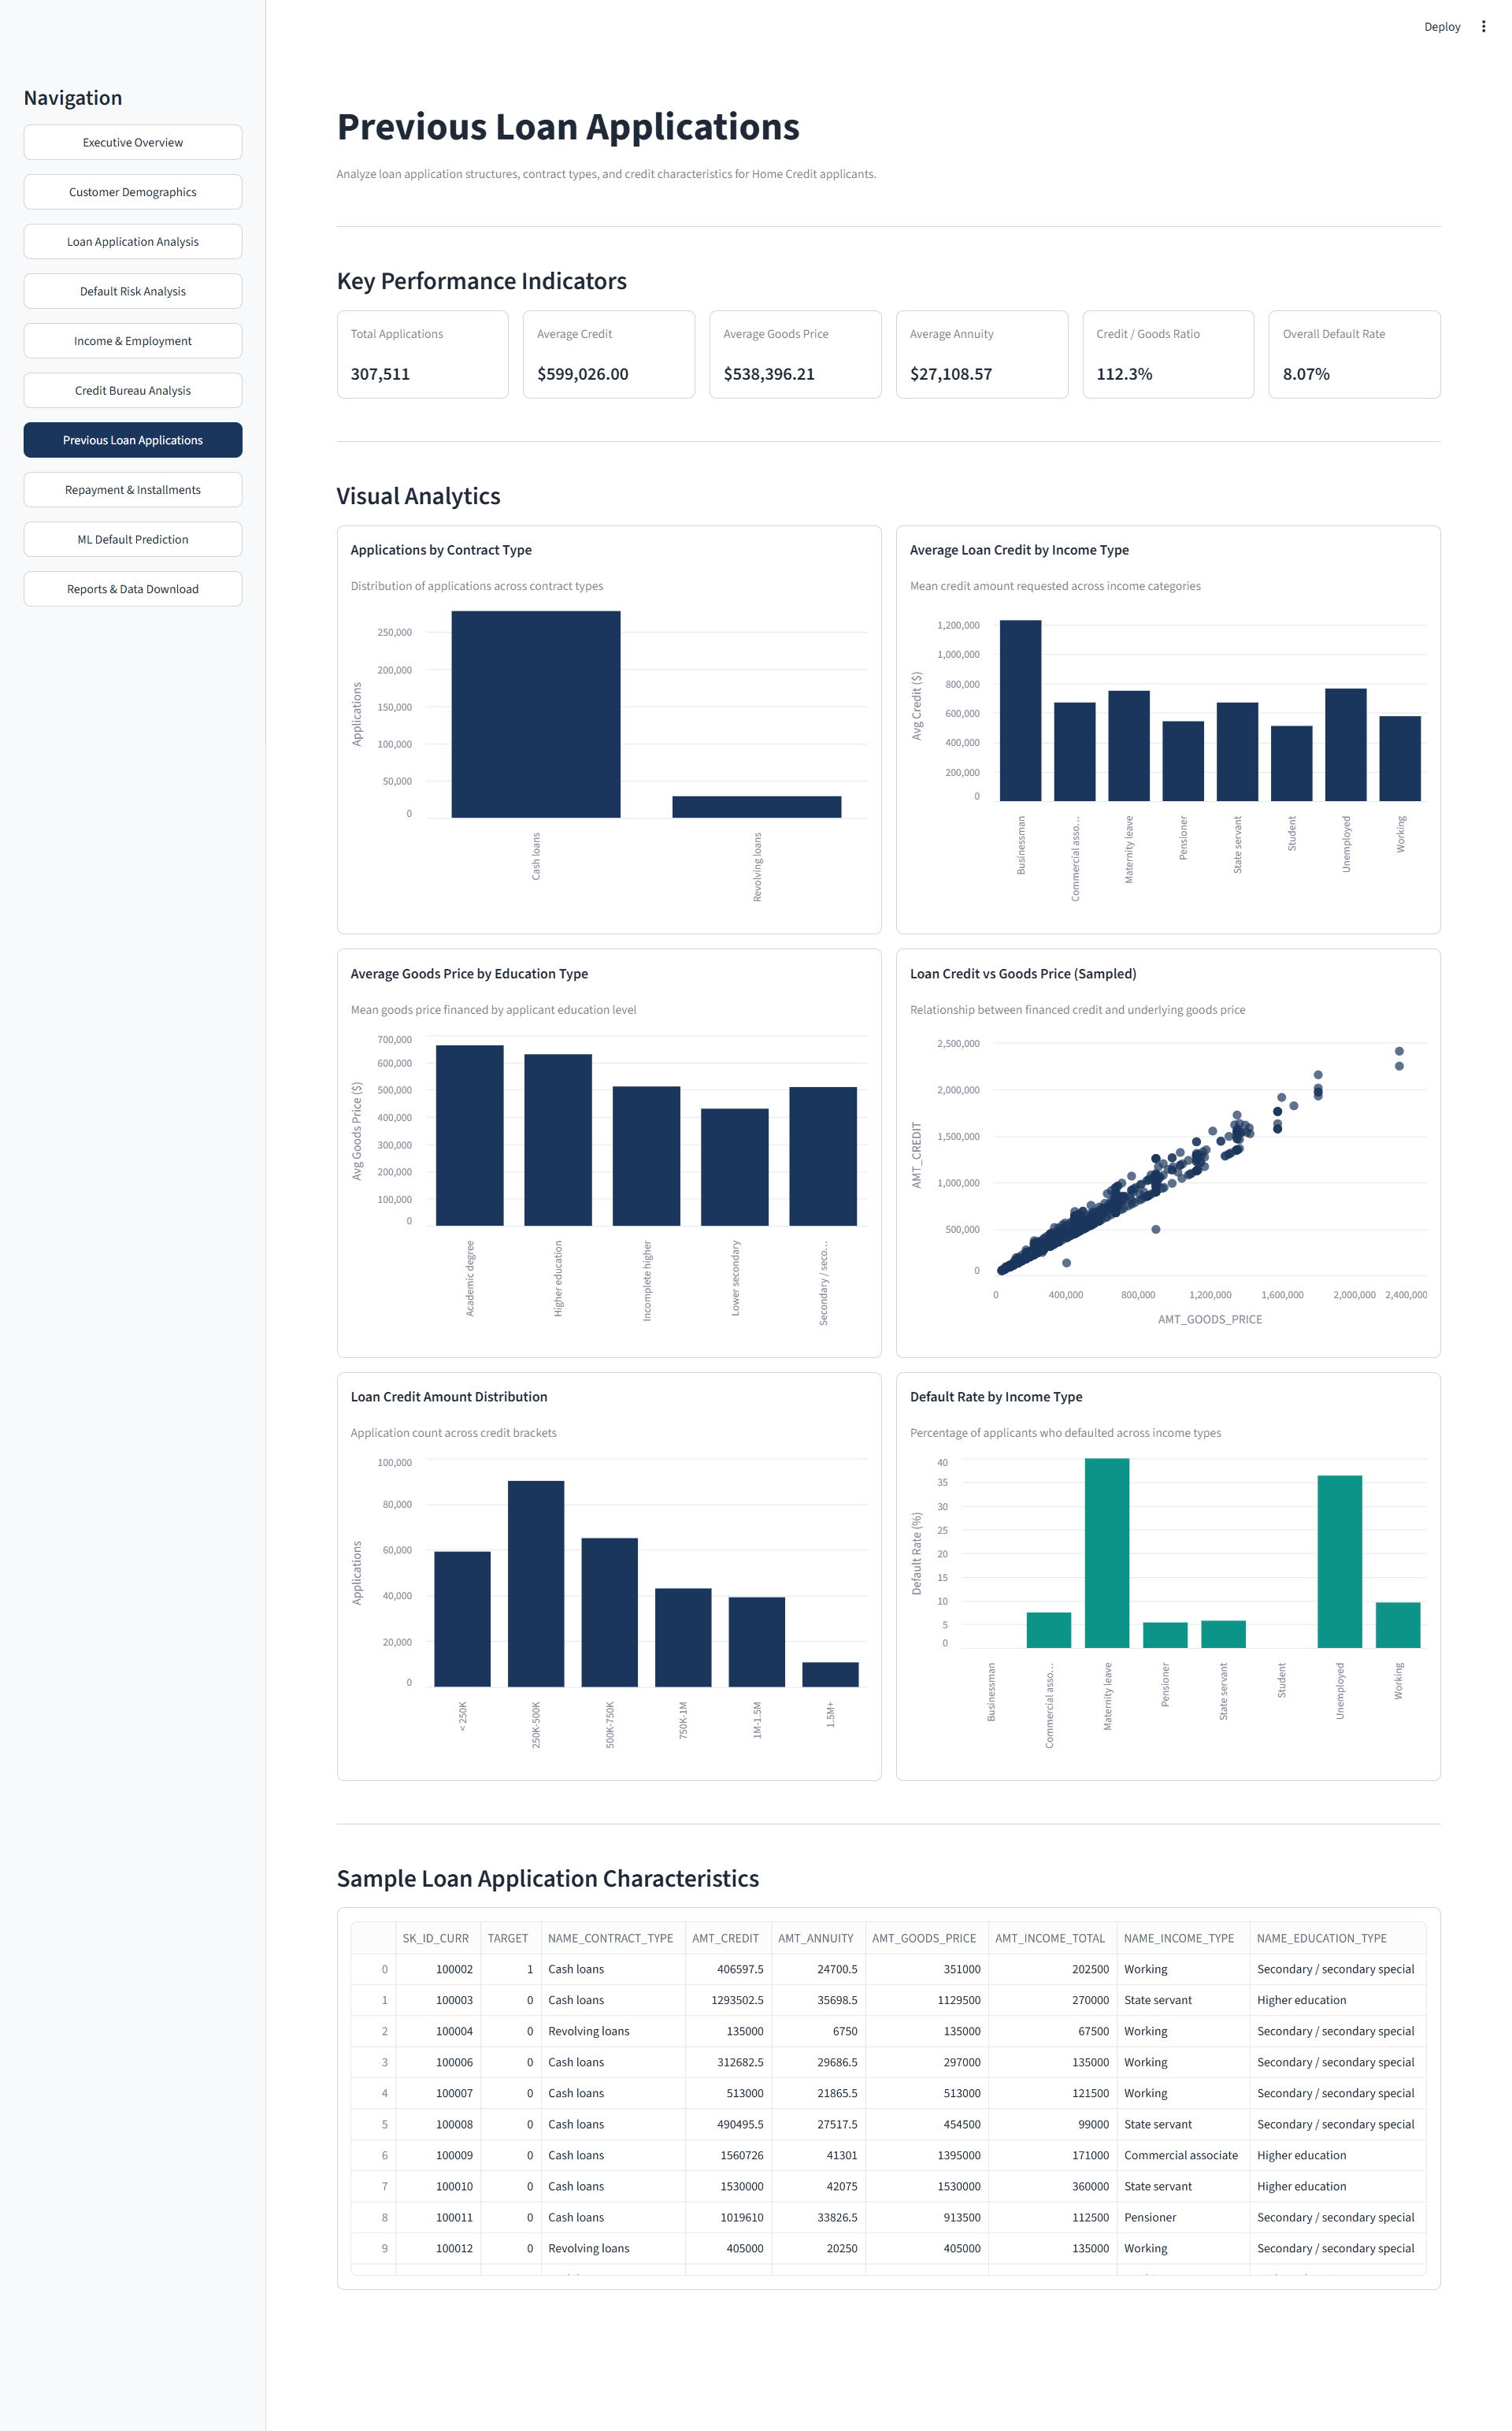 Deploy
Navigation
Executive Overview
Customer Demographics
Loan Application Analysis
Default Risk Analysis
Income & Employment
Credit Bureau Analysis
Previous Loan Applications
Repayment & Installments
ML Default Prediction
Reports & Data Download
Previous Loan Applications
Analyze loan application structures, contract types, and credit characteristics for Home Credit applicants.
Key Performance Indicators
Total Applications
307,511
Average Credit
$599,026.00
Average Goods Price
$538,396.21
Average Annuity
$27,108.57
Credit / Goods Ratio
112.3%
Overall Default Rate
8.07%
Visual Analytics
Applications by Contract Type
Distribution of applications across contract types
Applications
250,000
200,000
150,000
100,000
50,000
0
Cash loans
Revolving loans
Average Loan Credit by Income Type
Mean credit amount requested across income categories
Avg Credit ($)
1,200,000
1,000,000
800,000
600,000
400,000
200,000
0
Businessman
Commercial asso…
Maternity leave
Pensioner
State servant
Student
Unemployed
Working
Average Goods Price by Education Type
Mean goods price financed by applicant education level
Avg Goods Price ($)
700,000
600,000
500,000
400,000
300,000
200,000
100,000
0
Academic degree
Higher education
Incomplete higher
Lower secondary
Secondary / seco…
Loan Credit vs Goods Price (Sampled)
Relationship between financed credit and underlying goods price
AMT_CREDIT
2,500,000
2,000,000
1,500,000
1,000,000
500,000
0
0 400,000 800,000 1,200,000 1,600,000 2,000,000 2,400,000
AMT_GOODS_PRICE
Loan Credit Amount Distribution
Application count across credit brackets
Applications
100,000
80,000
60,000
40,000
20,000
0
< 250K
250K-500K
500K-750K
750K-1M
1M-1.5M
1.5M+
Default Rate by Income Type
Percentage of applicants who defaulted across income types
Default Rate (%)
40
35
30
25
20
15
10
5
0
Businessman
Commercial asso…
Maternity leave
Pensioner
State servant
Student
Unemployed
Working
Sample Loan Application Characteristics
SK_ID_CURR TARGET NAME_CONTRACT_TYPE AMT_CREDIT AMT_ANNUITY AMT_GOODS_PRICE AMT_INCOME_TOTAL NAME_INCOME_TYPE NAME_EDUCATION_TYPE
0 100002 1 Cash loans 406597.5 24700.5 351000 202500 Working Secondary / secondary special
1 100003 0 Cash loans 1293502.5 35698.5 1129500 270000 State servant Higher education
2 100004 0 Revolving loans 135000 6750 135000 67500 Working Secondary / secondary special
3 100006 0 Cash loans 312682.5 29686.5 297000 135000 Working Secondary / secondary special
4 100007 0 Cash loans 513000 21865.5 513000 121500 Working Secondary / secondary special
5 100008 0 Cash loans 490495.5 27517.5 454500 99000 State servant Secondary / secondary special
6 100009 0 Cash loans 1560726 41301 1395000 171000 Commercial associate Higher education
7 100010 0 Cash loans 1530000 42075 1530000 360000 State servant Higher education
8 100011 0 Cash loans 1019610 33826.5 913500 112500 Pensioner Secondary / secondary special
9 100012 0 Revolving loans 405000 20250 405000 135000 Working Secondary / secondary special